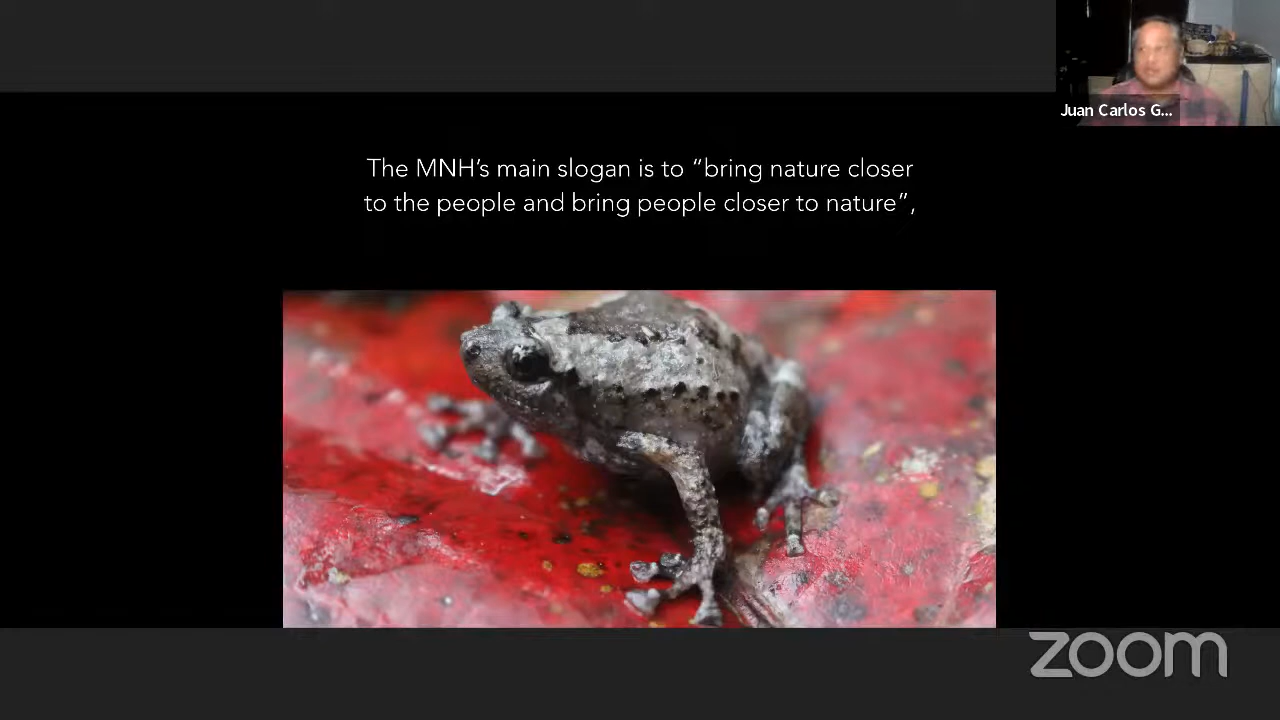 Juan Carlos G...
The MNH’s main slogan is to “bring nature closer
to the people and bring people closer to nature”,
zoom